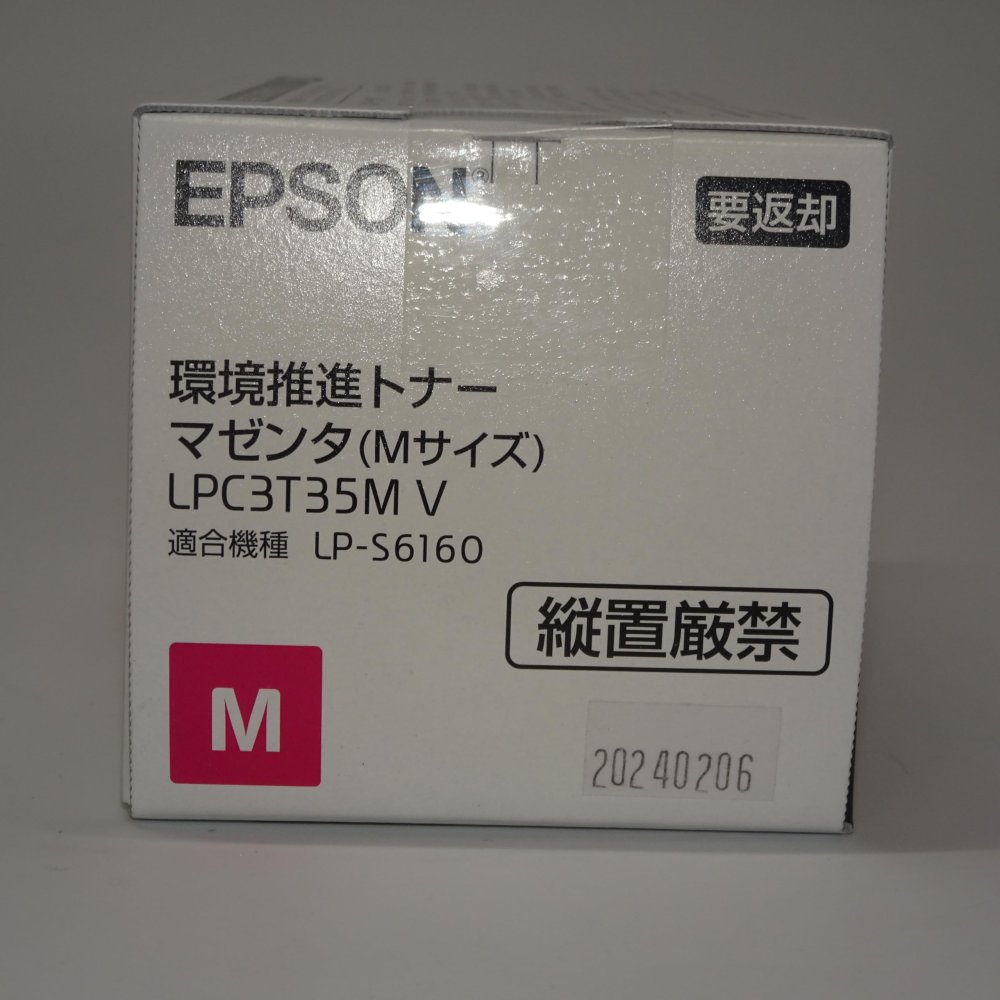 EPSON®
要返却
環境推進トナー
マゼンタ(Mサイズ)
LPC3T35M V
適合機種 LP-S6160
縦置厳禁
M
20240206